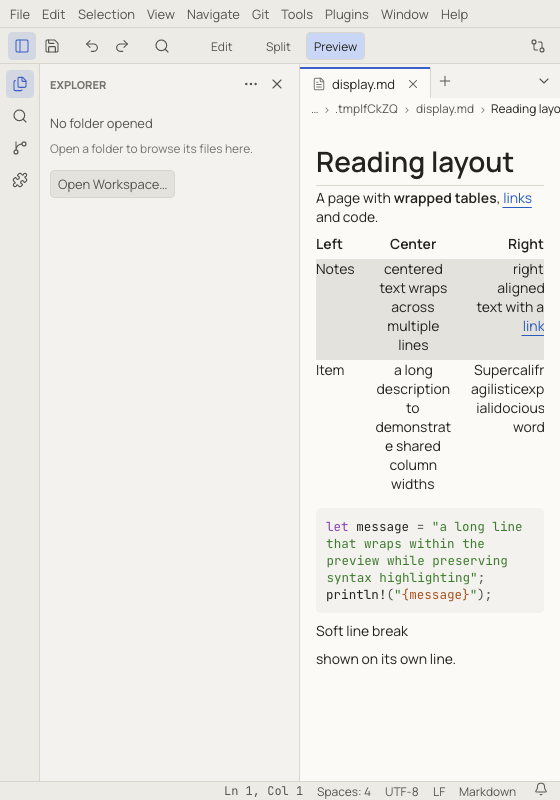 File Edit Selection View Navigate Git Tools Plugins Window Help
Edit Split Preview
EXPLORER
No folder opened
Open a folder to browse its files here.
Open Workspace...
display.md
... > .tmpIfCkZQ > display.md > Reading layo
Reading layout
A page with wrapped tables, links
and code.
Left Center Right
Notes centered right
text wraps aligned
across text with a
multiple link
lines
Item a long Supercalifr
description agilisticexp
to ialidocious
demonstrat word
e shared
column
widths
let message = "a long line
that wraps within the
preview while preserving
syntax highlighting";
println!("{message}");
Soft line break
shown on its own line.
Ln 1, Col 1 Spaces: 4 UTF-8 LF Markdown